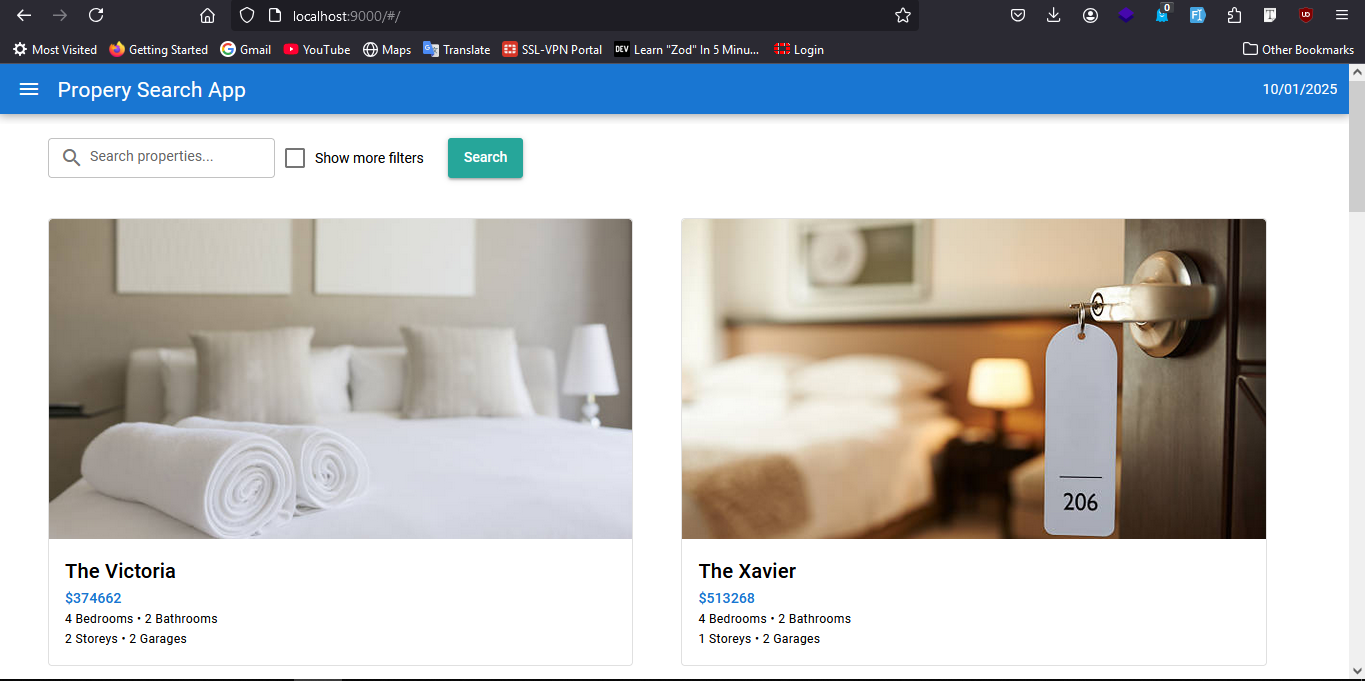 localhost:9000/#/
0
Most Visited Getting Started Gmail YouTube Maps Translate SSL-VPN Portal DEV Learn "Zod" In 5 Minu... Login Other Bookmarks
Propery Search App 10/01/2025
Search properties... Show more filters Search
206
The Victoria
$374662
4 Bedrooms • 2 Bathrooms
2 Storeys • 2 Garages
The Xavier
$513268
4 Bedrooms • 2 Bathrooms
1 Storeys • 2 Garages